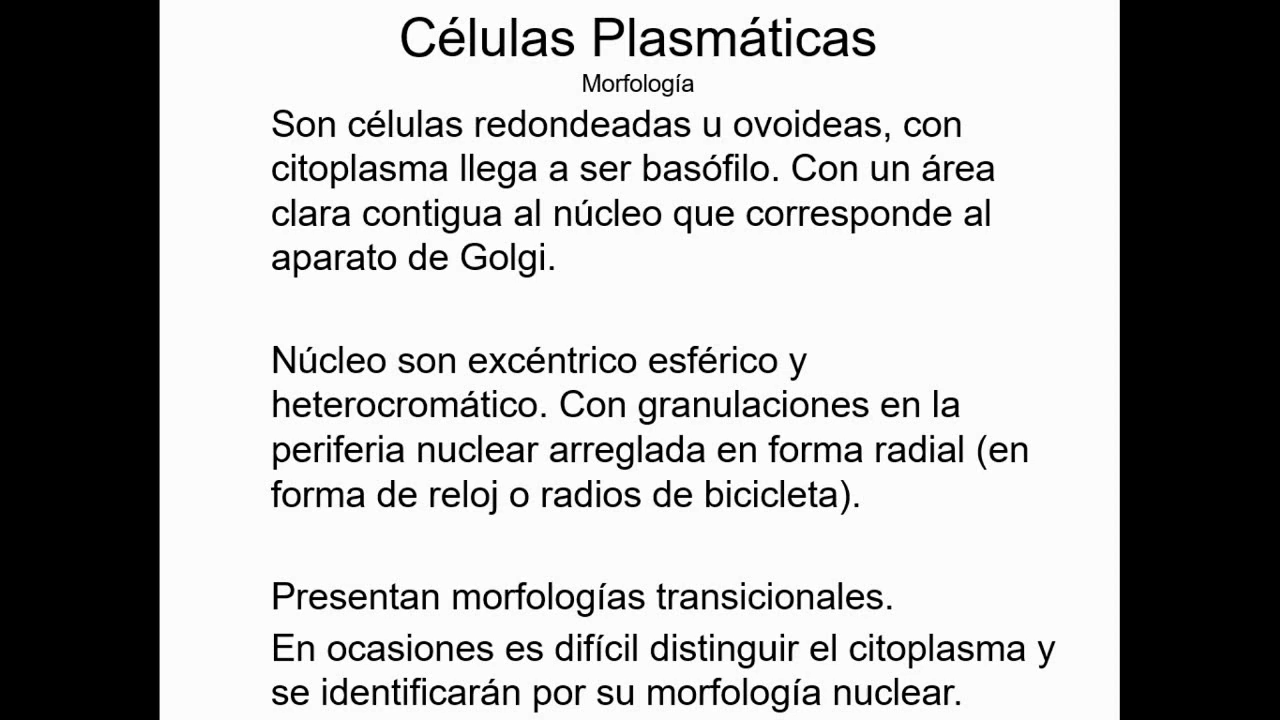 Células Plasmáticas
Morfología
Son células redondeadas u ovoideas, con
citoplasma llega a ser basófilo. Con un área
clara contigua al núcleo que corresponde al
aparato de Golgi.
Núcleo son excéntrico esférico y
heterocromático. Con granulaciones en la
periferia nuclear arreglada en forma radial (en
forma de reloj o radios de bicicleta).
Presentan morfologías transicionales.
En ocasiones es difícil distinguir el citoplasma y
se identificarán por su morfología nuclear.